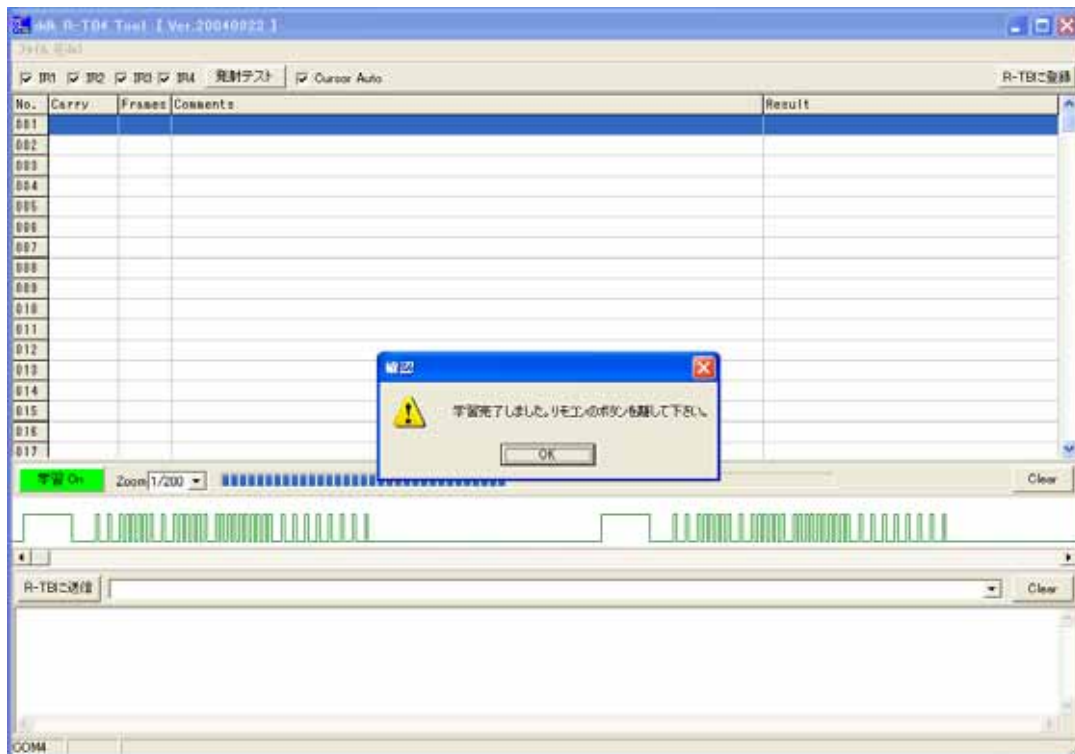 ddk R-TB4 Tool [ Ver.20040922 ]
IR1 IR2 IR3 IR4 発射テスト Cursor Auto R-TBIに登録
No. Carry Frames Comments Result
001
002
003
004
005
006
007
008
009
010
011
012
013
014
015
016
017
確認
学習完了しました。リモコンのボタンを離して下さい。
OK
学習 On Zoom 1/200 Clear
R-TBIに送信 Clear
COM4